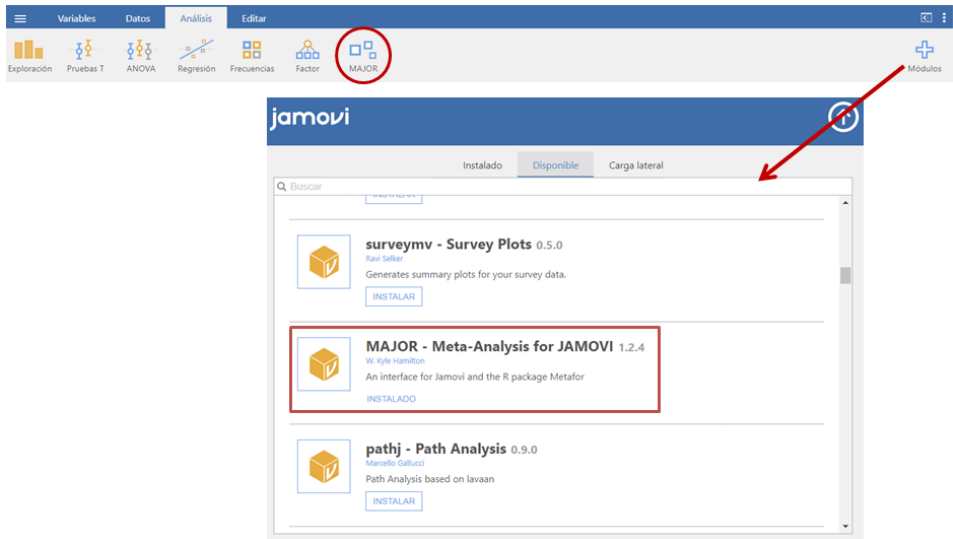 Variables Datos Análisis Editar
Exploración Pruebas T ANOVA Regresión Frecuencias Factor MAJOR Módulos
jamovi
Instalado Disponible Carga lateral
Buscar
INSTALAR
surveymv - Survey Plots 0.5.0
Ravi Selker
Generates summary plots for your survey data.
INSTALAR
MAJOR - Meta-Analysis for JAMOVI 1.2.4
W. Kyle Hamilton
An interface for Jamovi and the R package Metafor
INSTALADO
pathj - Path Analysis 0.9.0
Marcello Gallucci
Path Analysis based on lavaan
INSTALAR